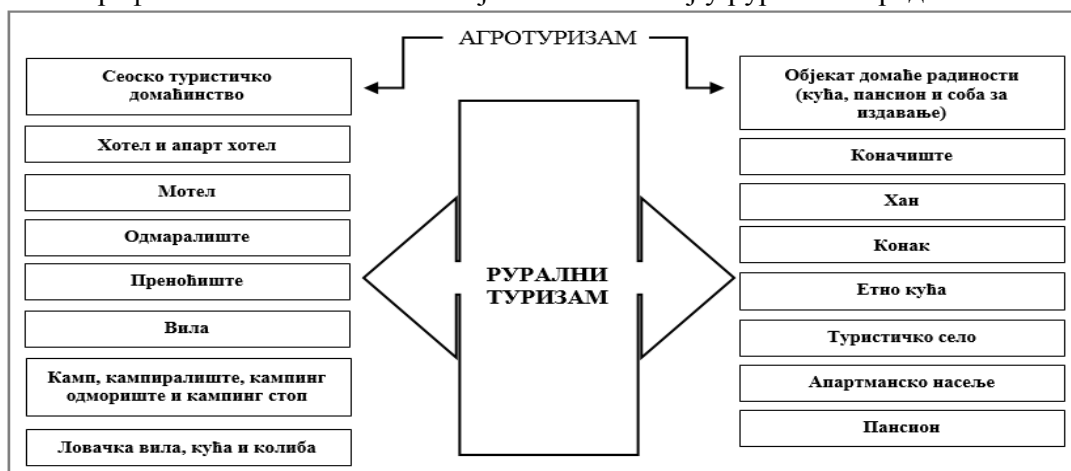 АГРОТУРИЗАМ
Сеоско туристичко
домаћинство
Хотел и апарт хотел
Мотел
Одмаралиште
Преноћиште
Вила
Камп, кампиралиште, кампинг
одмориште и кампинг стоп
Ловачка вила, кућа и колиба
РУРАЛНИ
ТУРИЗАМ
Објекат домаће радиности
(кућа, пансион и соба за
издавање)
Коначиште
Хан
Конак
Етно кућа
Туристичко село
Апартманско насеље
Пансион